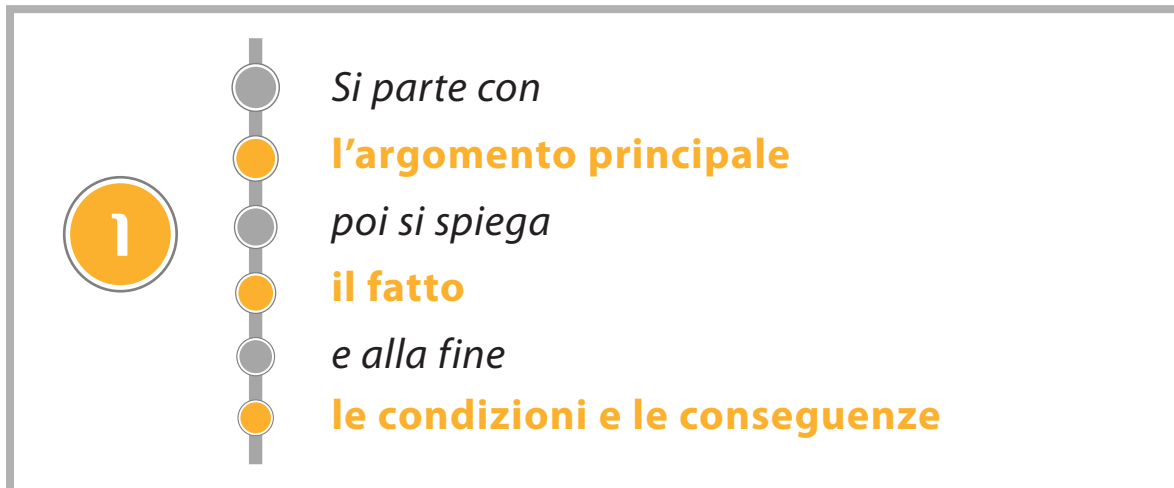 1
Si parte con
l'argomento principale
poi si spiega
il fatto
e alla fine
le condizioni e le conseguenze